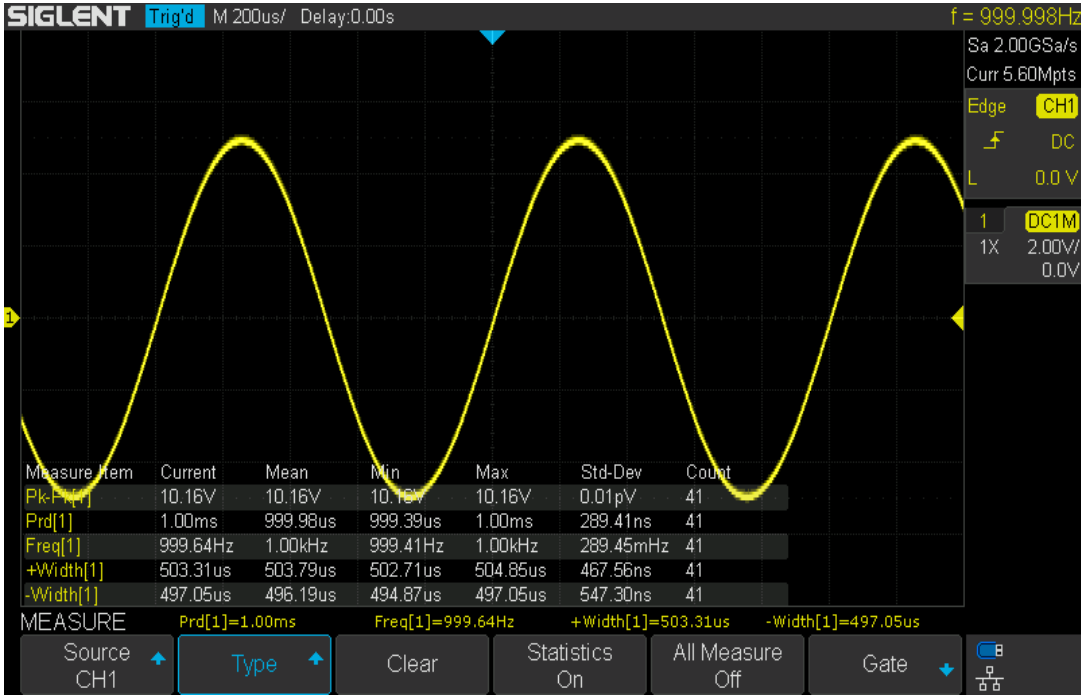 SIGLENT Trig'd M 200us/ Delay:0.00s f = 999.998Hz
Sa 2.00GSa/s
Curr 5.60Mpts
Edge CH1
DC
L 0.0 V
1 DC1M
1X 2.00V/
0.0V
1
Measure Item Current Mean Min Max Std-Dev Count
Pk-Pk[1] 10.16V 10.16V 10.16V 10.16V 0.01pV 41
Prd[1] 1.00ms 999.98us 999.39us 1.00ms 289.41ns 41
Freq[1] 999.64Hz 1.00kHz 999.41Hz 1.00kHz 289.45mHz 41
+Width[1] 503.31us 503.79us 502.71us 504.85us 467.56ns 41
-Width[1] 497.05us 496.19us 494.87us 497.05us 547.30ns 41
MEASURE Prd[1]=1.00ms Freq[1]=999.64Hz +Width[1]=503.31us -Width[1]=497.05us
Source
CH1
Type
Clear
Statistics
On
All Measure
Off
Gate